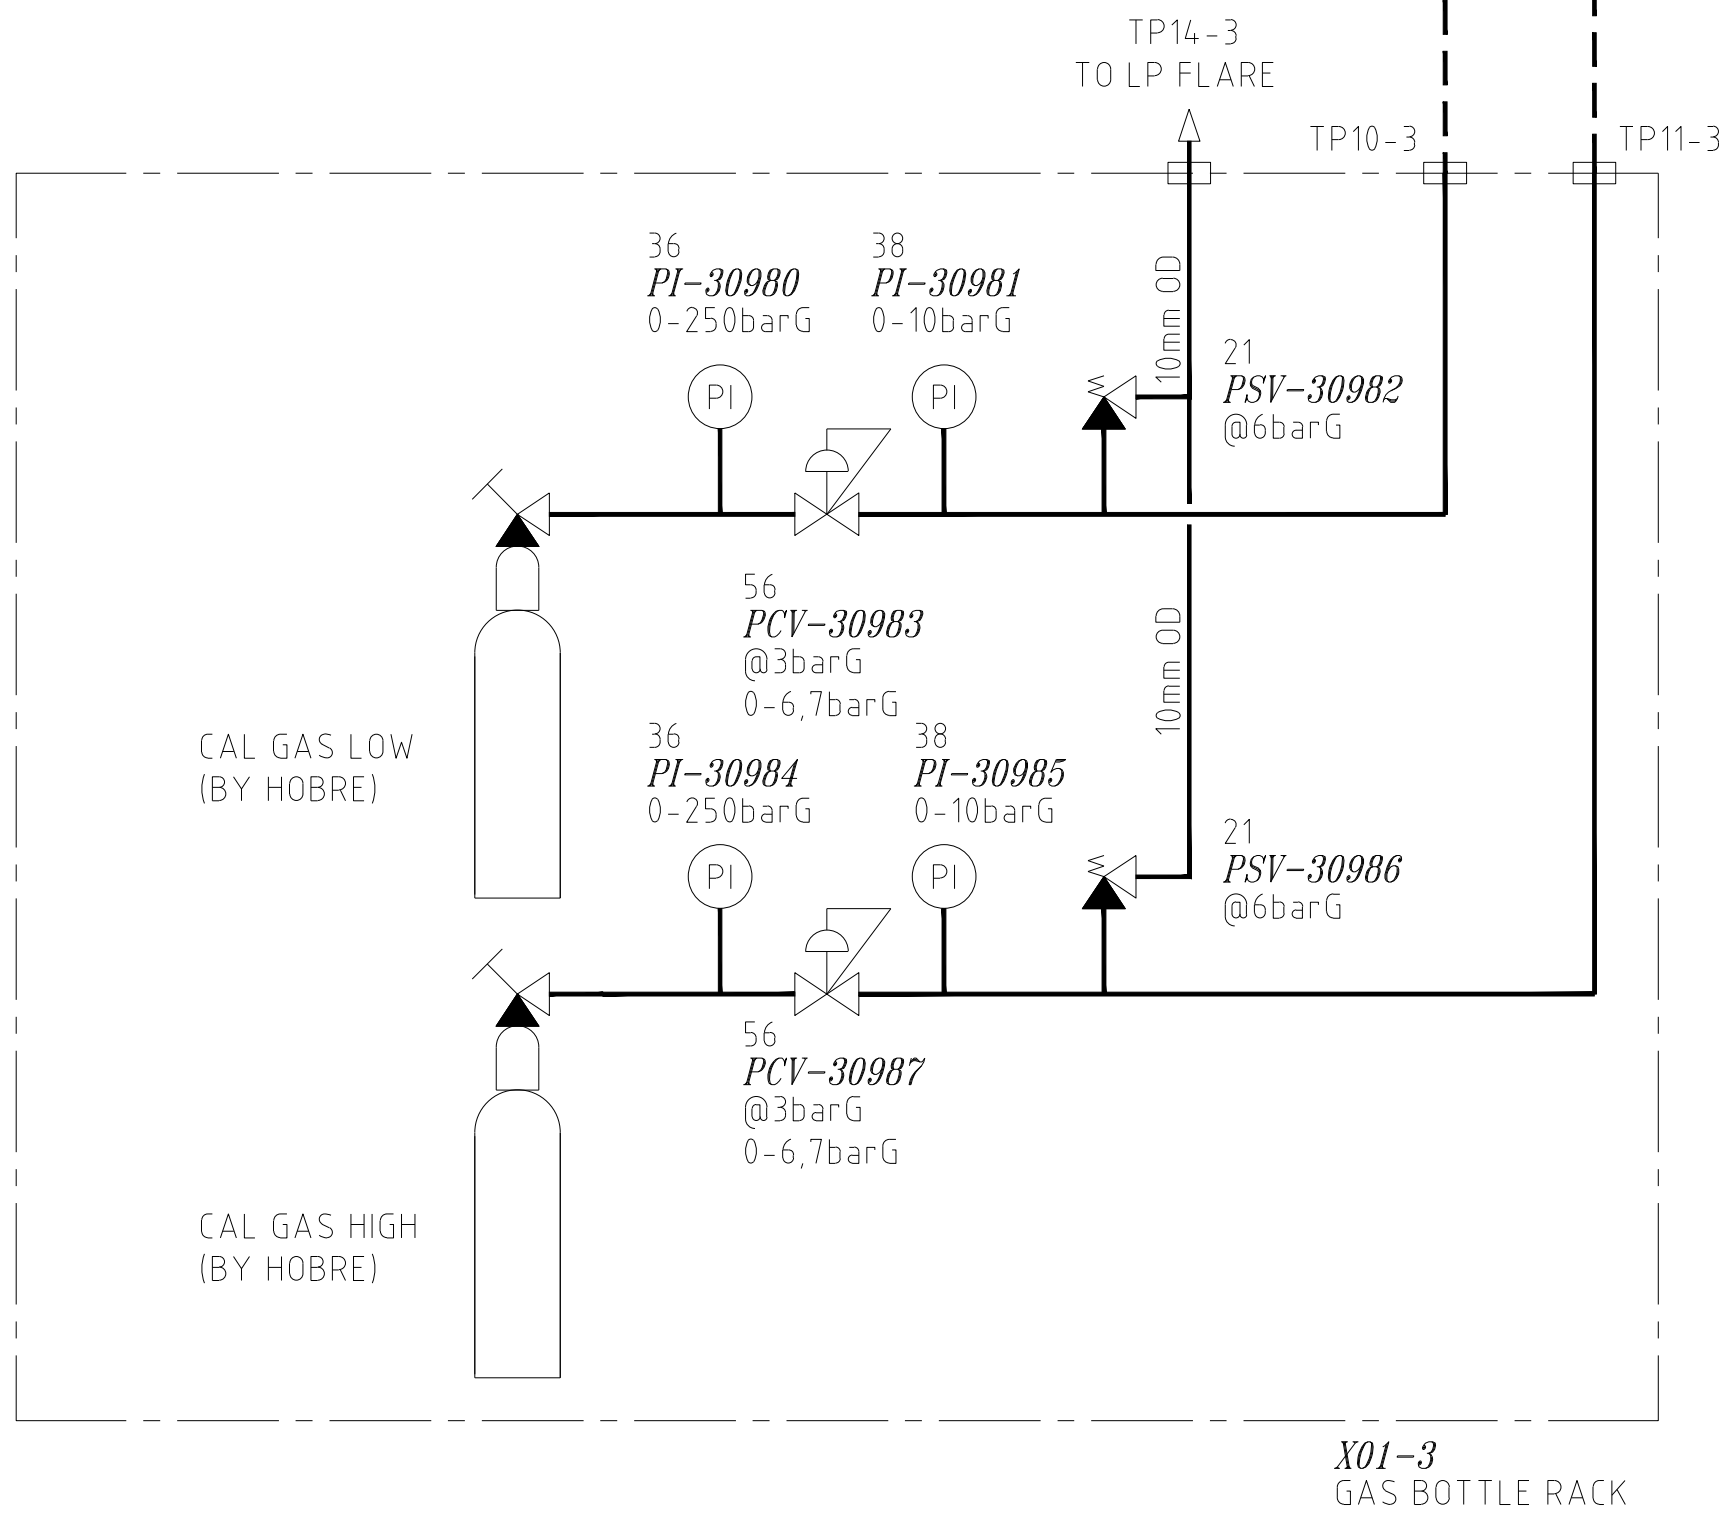 TP14-3
TO LP FLARE
TP10-3
TP11-3
36
PI-30980
0-250barG
38
PI-30981
0-10barG
10mm OD
21
PSV-30982
@6barG
PI
PI
56
PCV-30983
@3barG
0-6,7barG
10mm OD
CAL GAS LOW
(BY HOBRE)
36
PI-30984
0-250barG
38
PI-30985
0-10barG
21
PSV-30986
@6barG
PI
PI
56
PCV-30987
@3barG
0-6,7barG
CAL GAS HIGH
(BY HOBRE)
X01-3
GAS BOTTLE RACK